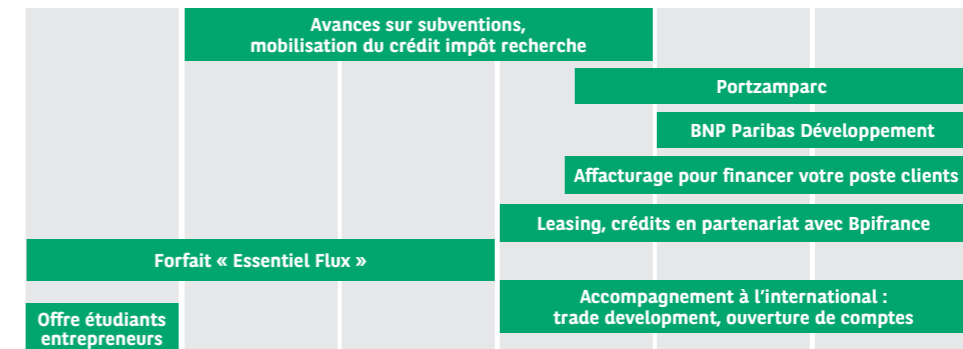 Avances sur subventions,
mobilisation du crédit impôt recherche
Portzamparc
BNP Paribas Développement
Affacturage pour financer votre poste clients
Leasing, crédits en partenariat avec Bpifrance
Forfait « Essentiel Flux »
Accompagnement à l’international :
trade development, ouverture de comptes
Offre étudiants
entrepreneurs